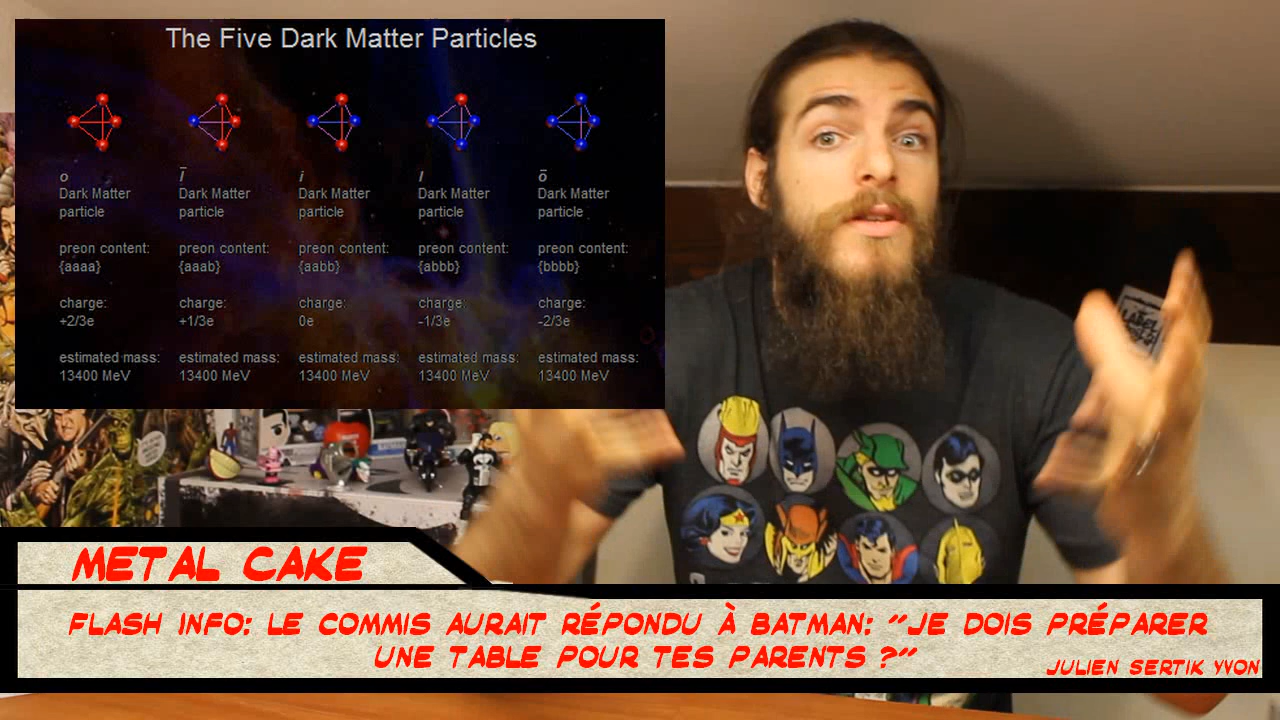 The Five Dark Matter Particles
o l̄ i l ō
Dark Matter particle Dark Matter particle Dark Matter particle Dark Matter particle Dark Matter particle
preon content: preon content: preon content: preon content: preon content:
{aaaa} {aaab} {aabb} {abbb} {bbbb}
charge: charge: charge: charge: charge:
+2/3e +1/3e 0e -1/3e -2/3e
estimated mass: estimated mass: estimated mass: estimated mass: estimated mass:
13400 MeV 13400 MeV 13400 MeV 13400 MeV 13400 MeV
LABEL
METAL CAKE
FLASH INFO: LE COMMIS AURAIT RÉPONDU À BATMAN: "JE DOIS PRÉPARER
UNE TABLE POUR TES PARENTS ?"
JULIEN SERTIK YVON